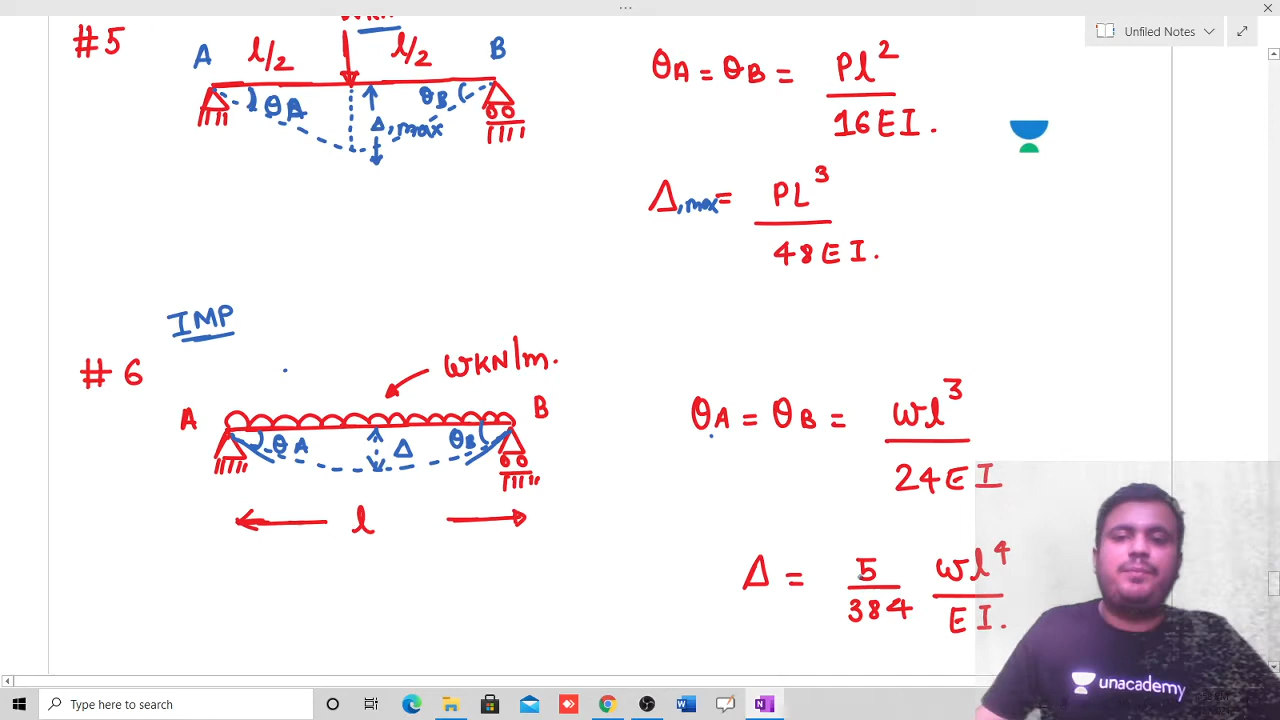 Unfiled Notes
#5
A l/2 l/2 B
θA θB
Δ,max
θA = θB = Pl²
16EI.
Δ,max = PL³
48EI.
IMP
#6
WKN/m.
A B
θA Δ θB
l
θA = θB = wl³
24EI
Δ = 5 wl⁴
384 EI.
unacademy
Type here to search